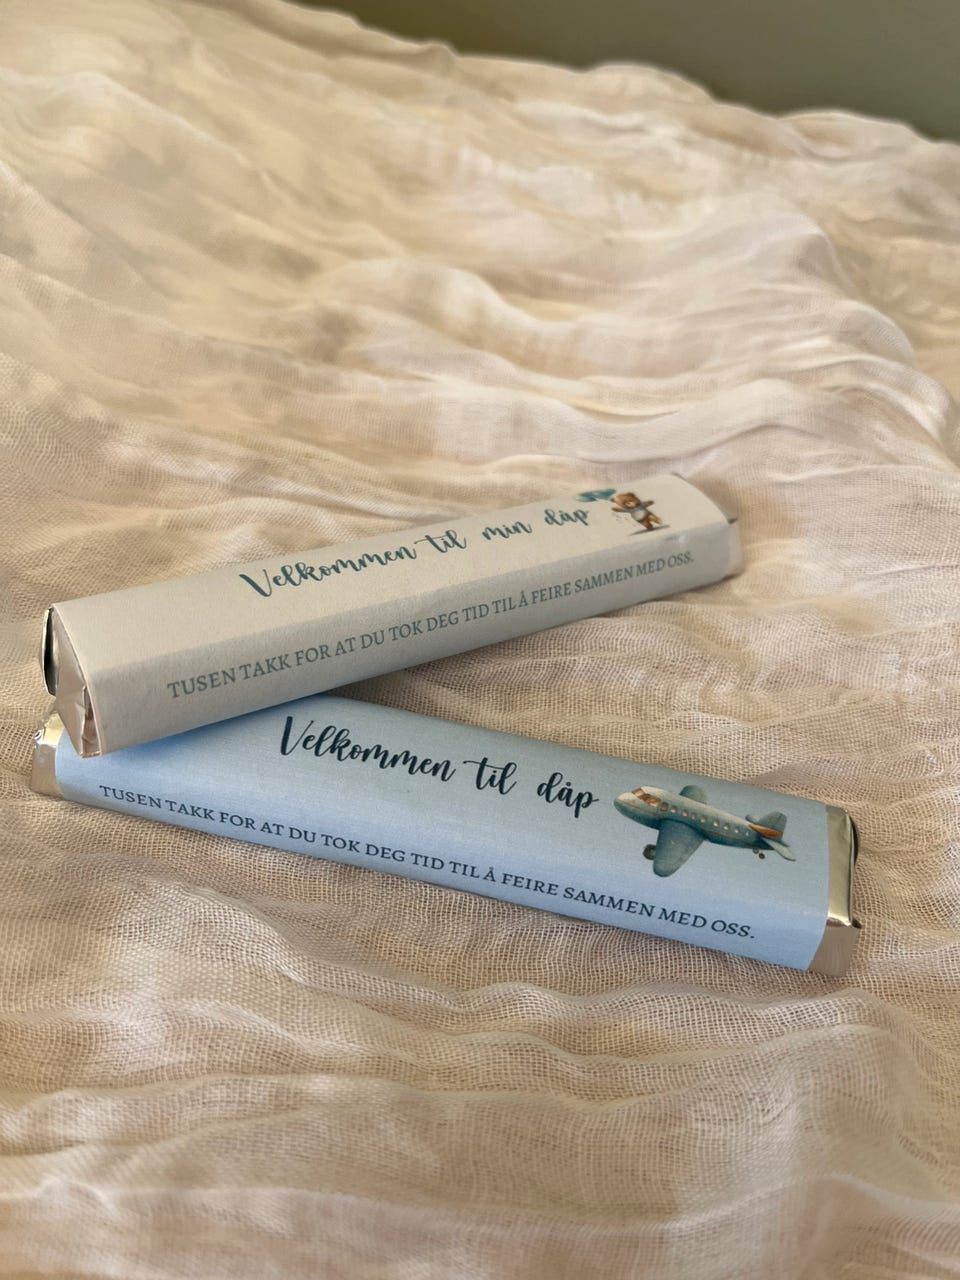 Velkommen til min dåp
TUSEN TAKK FOR AT DU TOK DEG TID TIL Å FEIRE SAMMEN MED OSS.
Velkommen til dåp
TUSEN TAKK FOR AT DU TOK DEG TID TIL Å FEIRE SAMMEN MED OSS.